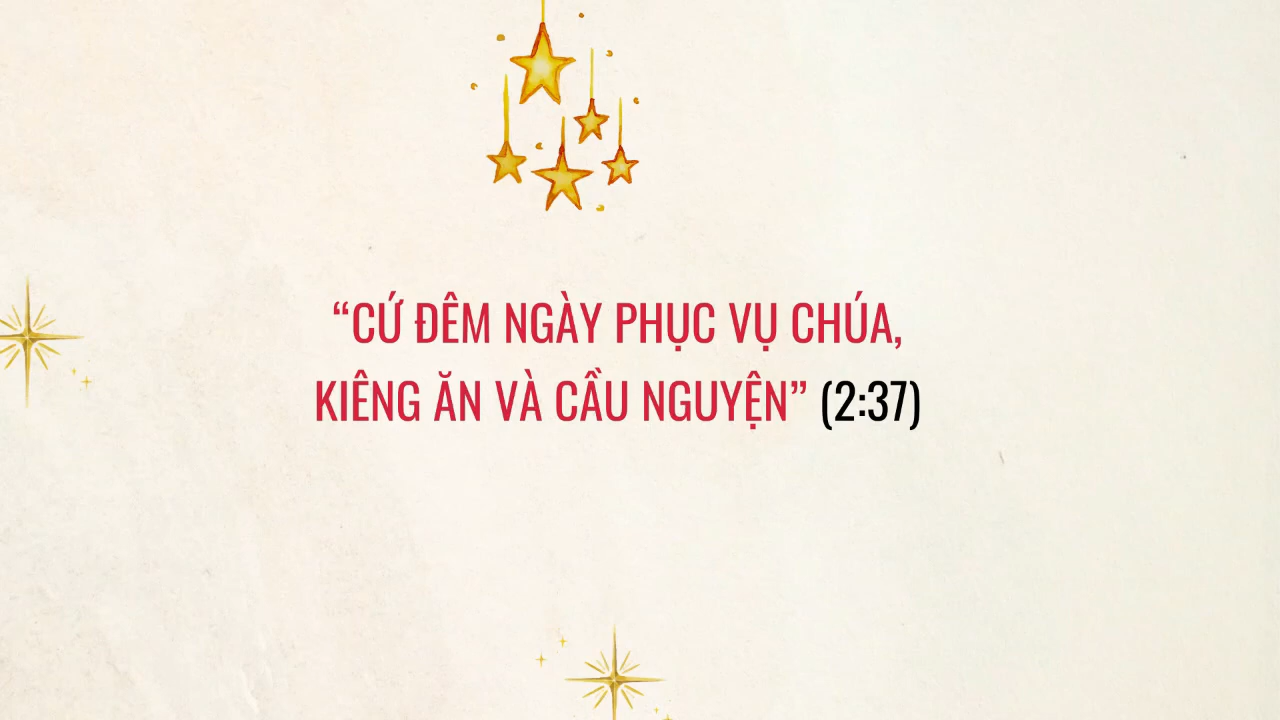 “CỨ ĐÊM NGÀY PHỤC VỤ CHÚA,
KIÊNG ĂN VÀ CẦU NGUYỆN” (2:37)